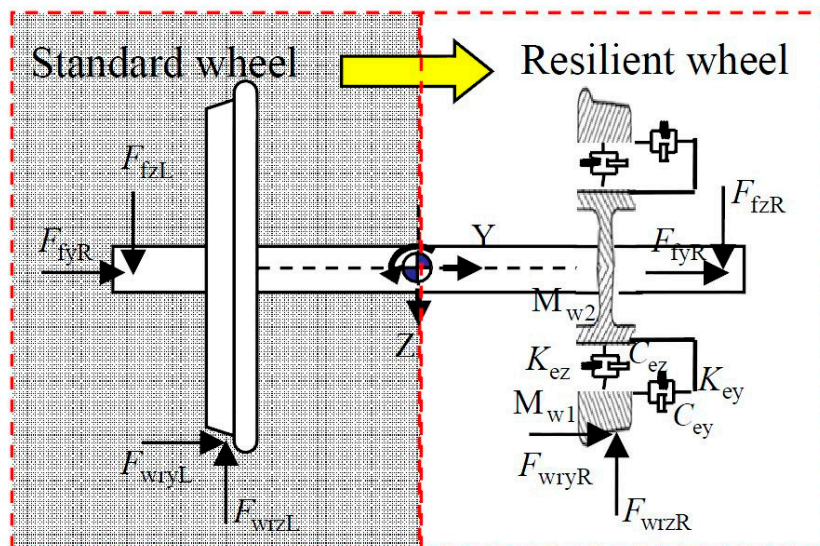 Standard wheel
Resilient wheel
FfzL
FfzR
FfyR
Y
FfyR
Mw2
Z
Kez
Cez
Key
Mw1
Cey
FwryL
FwryR
FwrzL
FwrzR